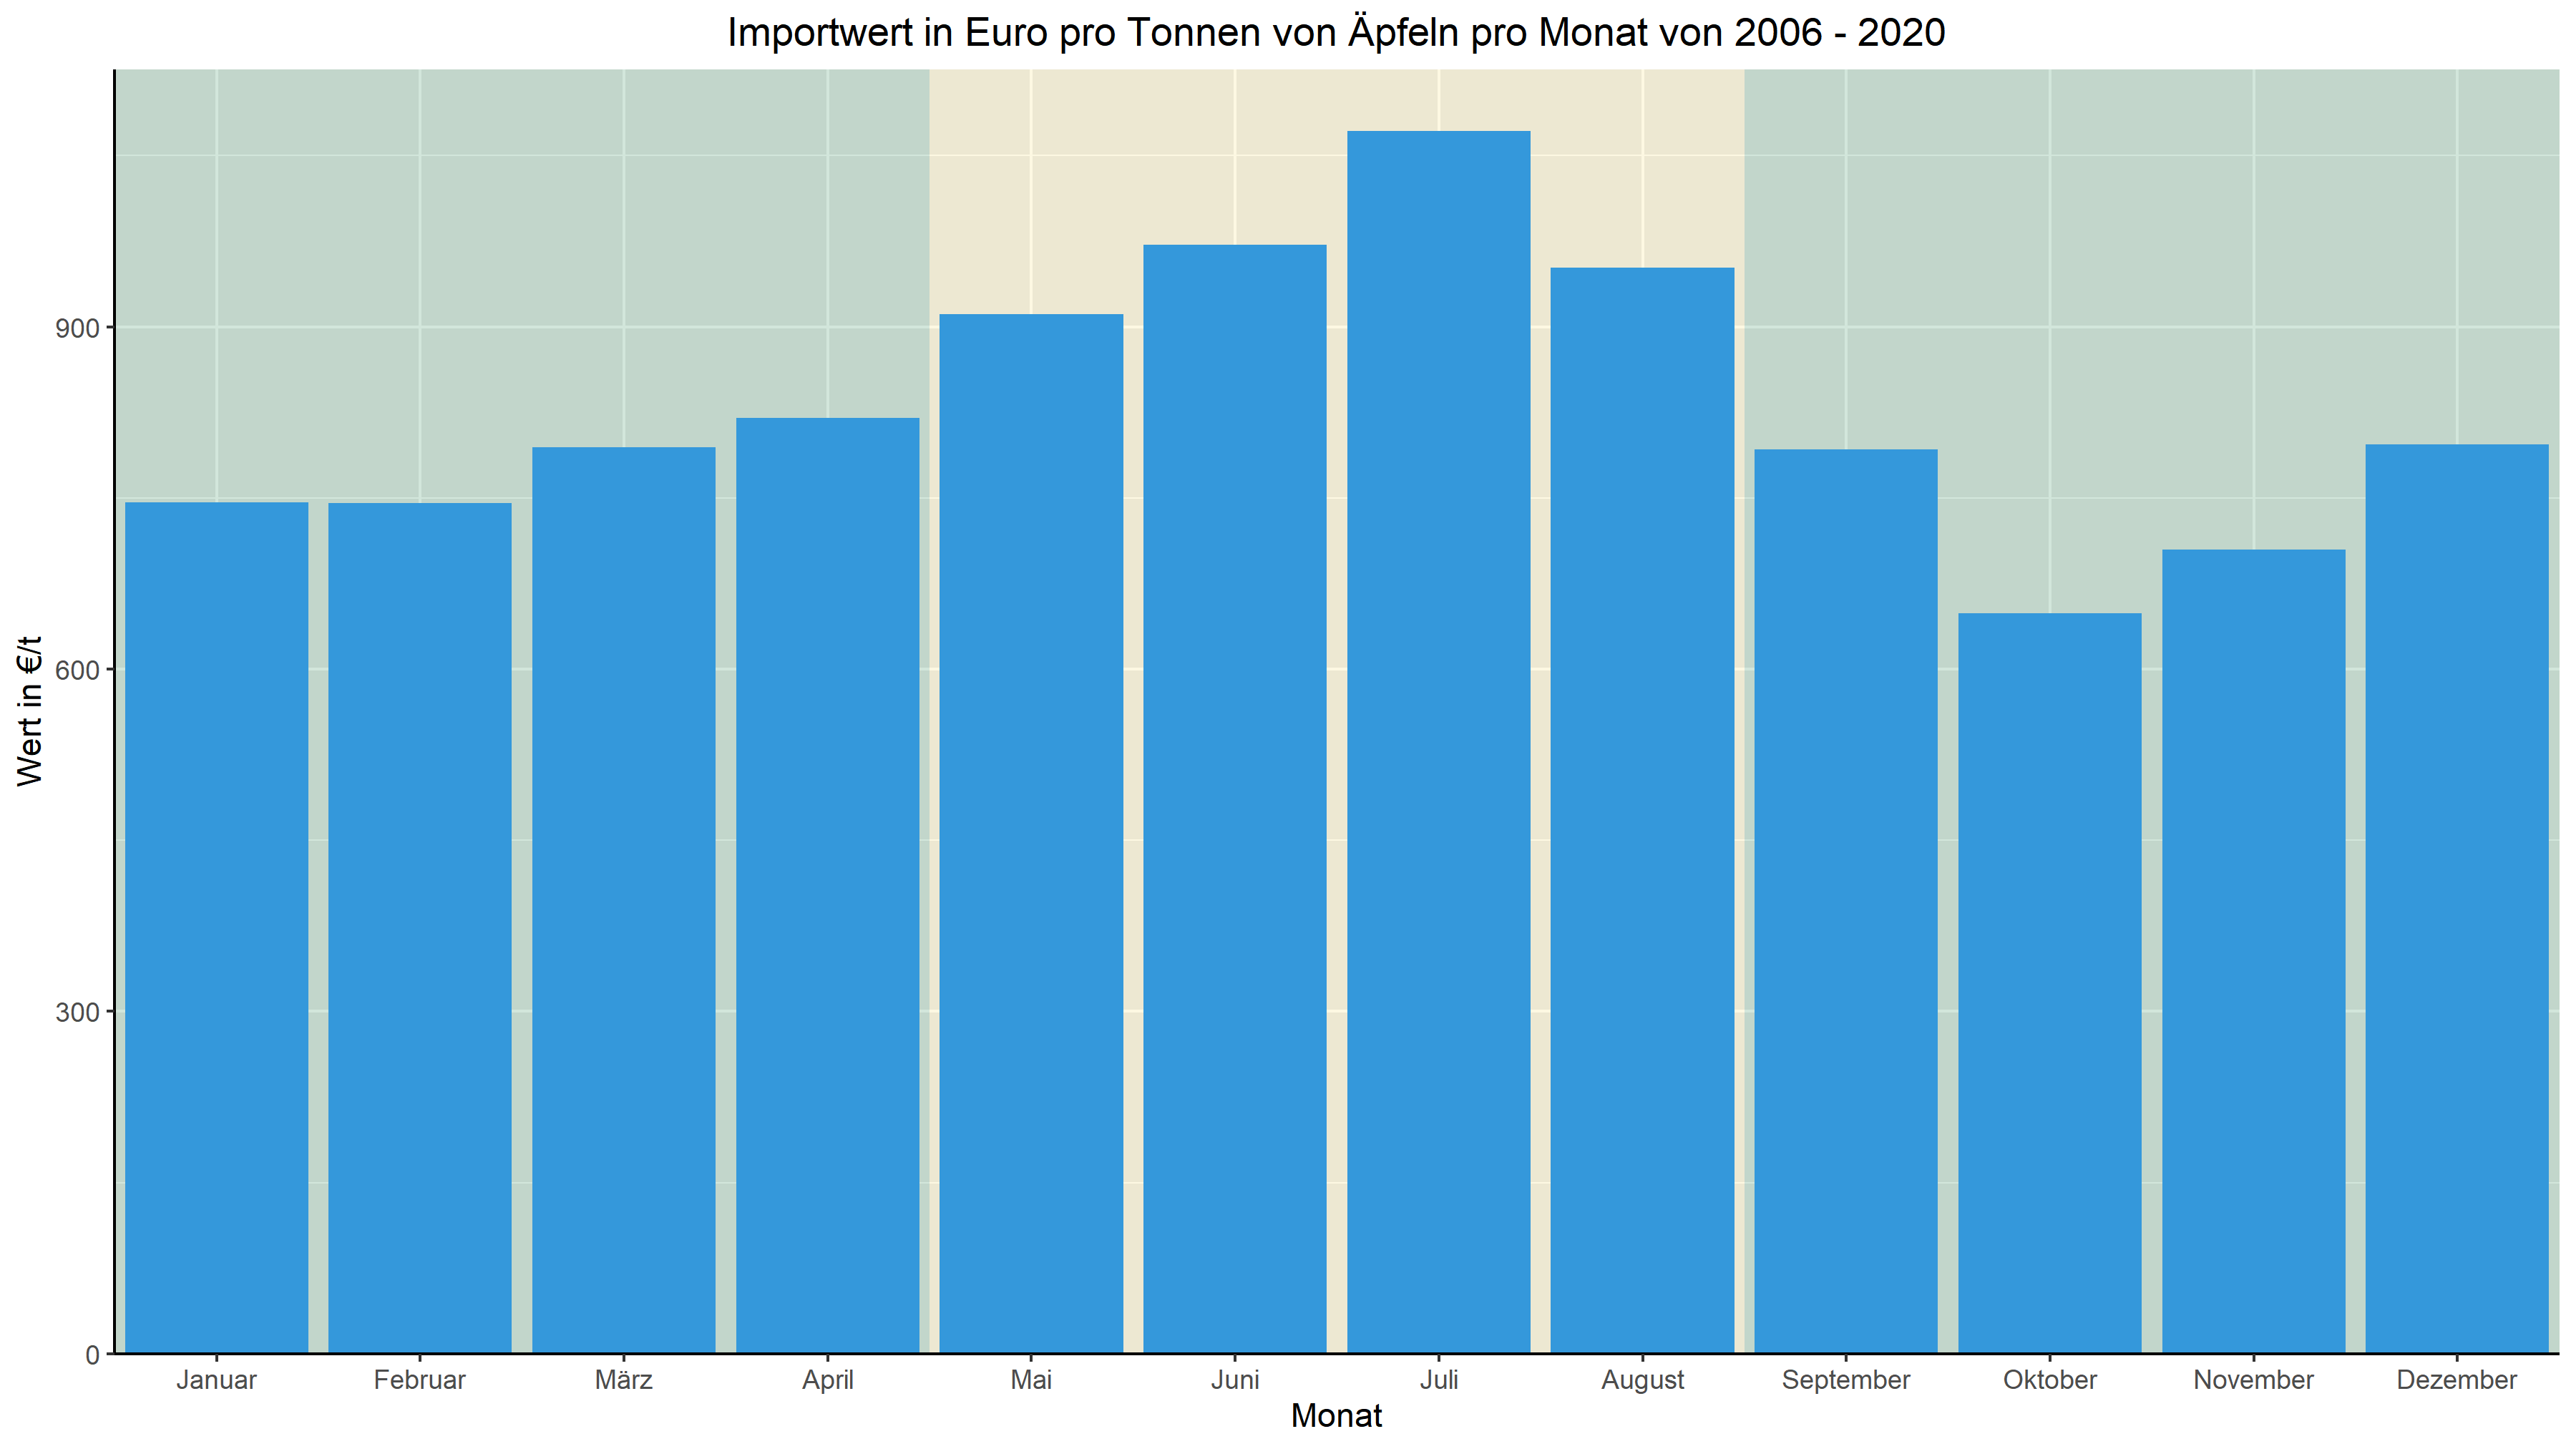 Importwert in Euro pro Tonnen von Äpfeln pro Monat von 2006 - 2020
Wert in €/t
900
600
300
0
Januar Februar März April Mai Juni Juli August September Oktober November Dezember
Monat